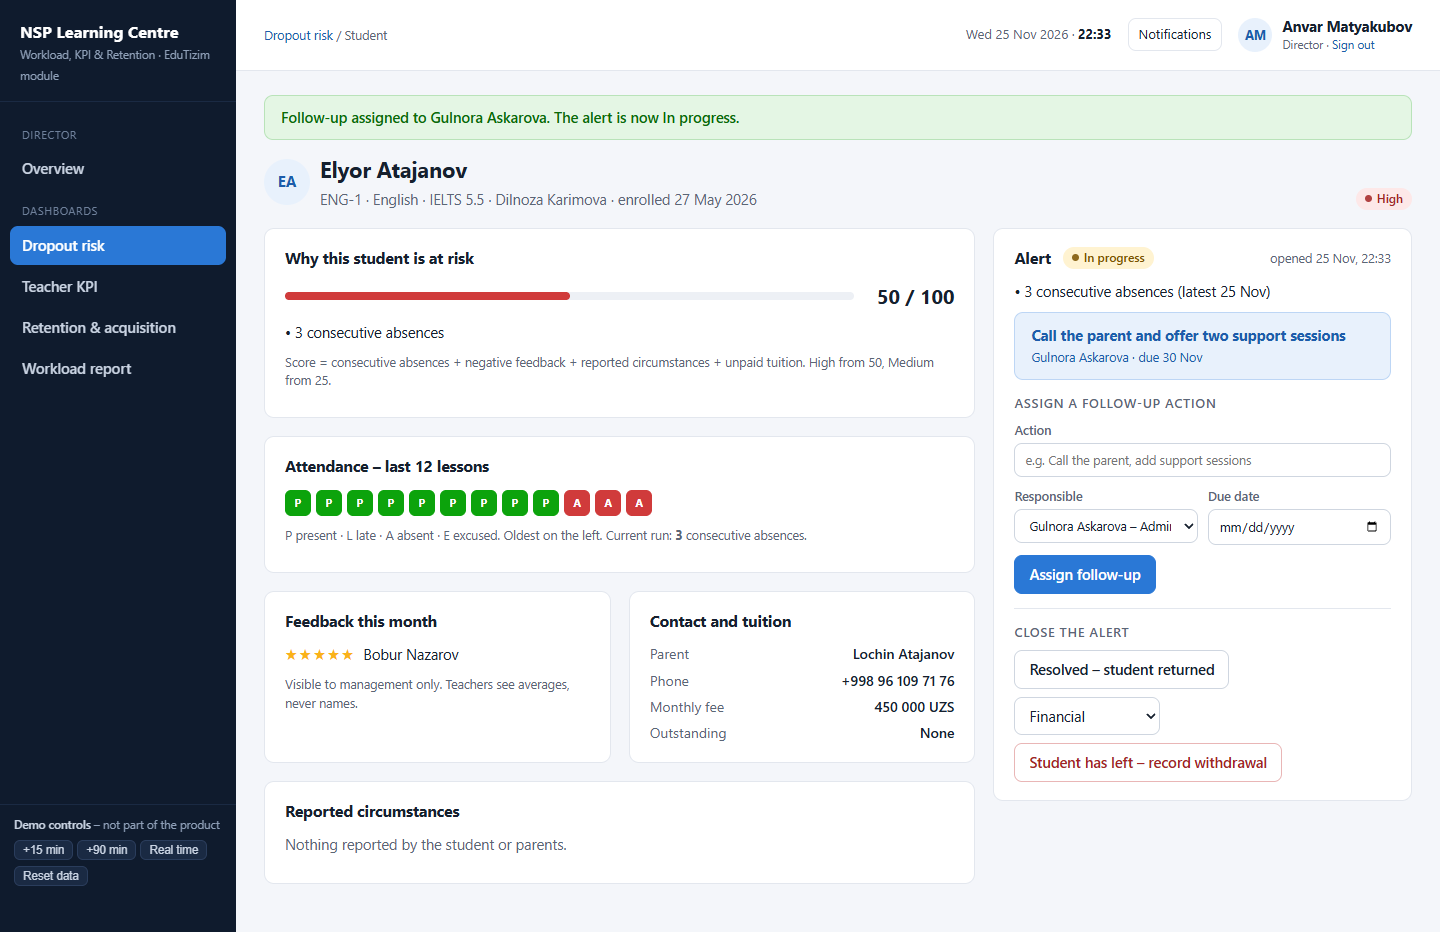 NSP Learning Centre
Workload, KPI & Retention · EduTizim
module
DIRECTOR
Overview
DASHBOARDS
Dropout risk
Teacher KPI
Retention & acquisition
Workload report
Demo controls – not part of the product
+15 min
+90 min
Real time
Reset data
Dropout risk / Student
Wed 25 Nov 2026 · 22:33
Notifications
AM
Anvar Matyakubov
Director · Sign out
Follow-up assigned to Gulnora Askarova. The alert is now In progress.
EA
Elyor Atajanov
ENG-1 · English · IELTS 5.5 · Dilnoza Karimova · enrolled 27 May 2026
High
Why this student is at risk
50 / 100
• 3 consecutive absences
Score = consecutive absences + negative feedback + reported circumstances + unpaid tuition. High from 50, Medium
from 25.
Attendance – last 12 lessons
P P P P P P P P P A A A
P present · L late · A absent · E excused. Oldest on the left. Current run: 3 consecutive absences.
Feedback this month
★★★★★ Bobur Nazarov
Visible to management only. Teachers see averages,
never names.
Contact and tuition
Parent Lochin Atajanov
Phone +998 96 109 71 76
Monthly fee 450 000 UZS
Outstanding None
Reported circumstances
Nothing reported by the student or parents.
Alert
In progress
opened 25 Nov, 22:33
• 3 consecutive absences (latest 25 Nov)
Call the parent and offer two support sessions
Gulnora Askarova · due 30 Nov
ASSIGN A FOLLOW-UP ACTION
Action
e.g. Call the parent, add support sessions
Responsible
Due date
Gulnora Askarova – Admi
mm/dd/yyyy
Assign follow-up
CLOSE THE ALERT
Resolved – student returned
Financial
Student has left – record withdrawal